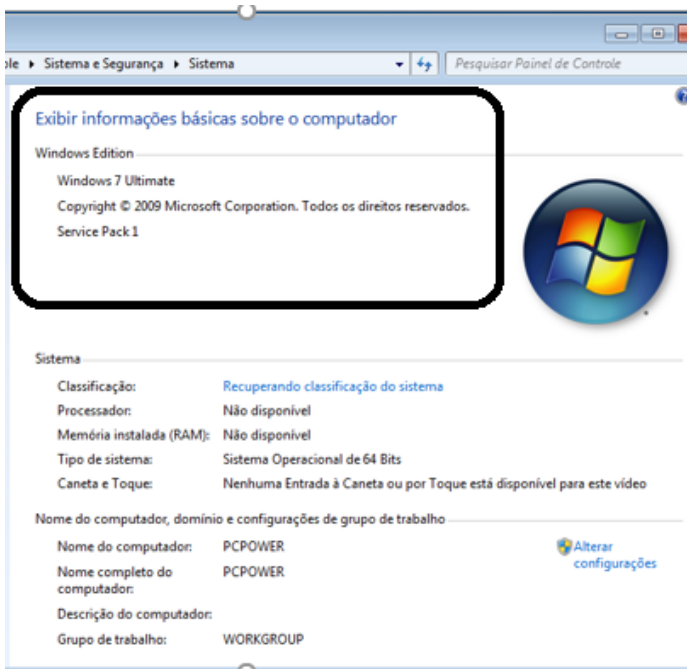 Sistema e Segurança Sistema Pesquisar Painel de Controle
Exibir informações básicas sobre o computador
Windows Edition
Windows 7 Ultimate
Copyright © 2009 Microsoft Corporation. Todos os direitos reservados.
Service Pack 1
Sistema
Classificação: Recuperando classificação do sistema
Processador: Não disponível
Memória instalada (RAM): Não disponível
Tipo de sistema: Sistema Operacional de 64 Bits
Caneta e Toque: Nenhuma Entrada à Caneta ou por Toque está disponível para este vídeo
Nome do computador, domínio e configurações de grupo de trabalho
Nome do computador: PCPOWER
Alterar
configurações
Nome completo do
computador: PCPOWER
Descrição do computador:
Grupo de trabalho: WORKGROUP